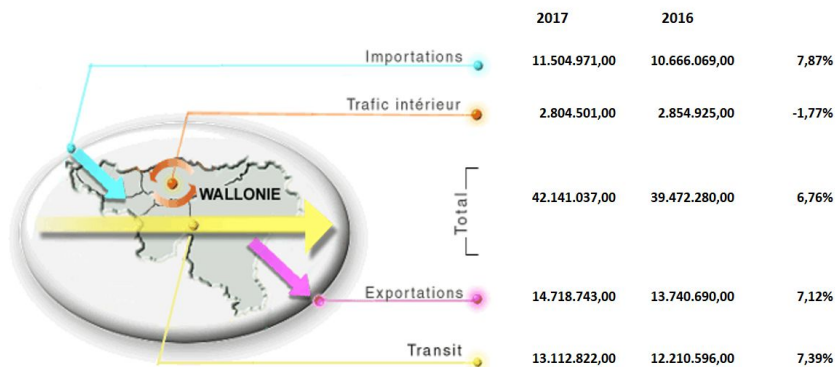 2017 2016
Importations 11.504.971,00 10.666.069,00 7,87%
Trafic intérieur 2.804.501,00 2.854.925,00 -1,77%
WALLONIE
Total 42.141.037,00 39.472.280,00 6,76%
Exportations 14.718.743,00 13.740.690,00 7,12%
Transit 13.112.822,00 12.210.596,00 7,39%